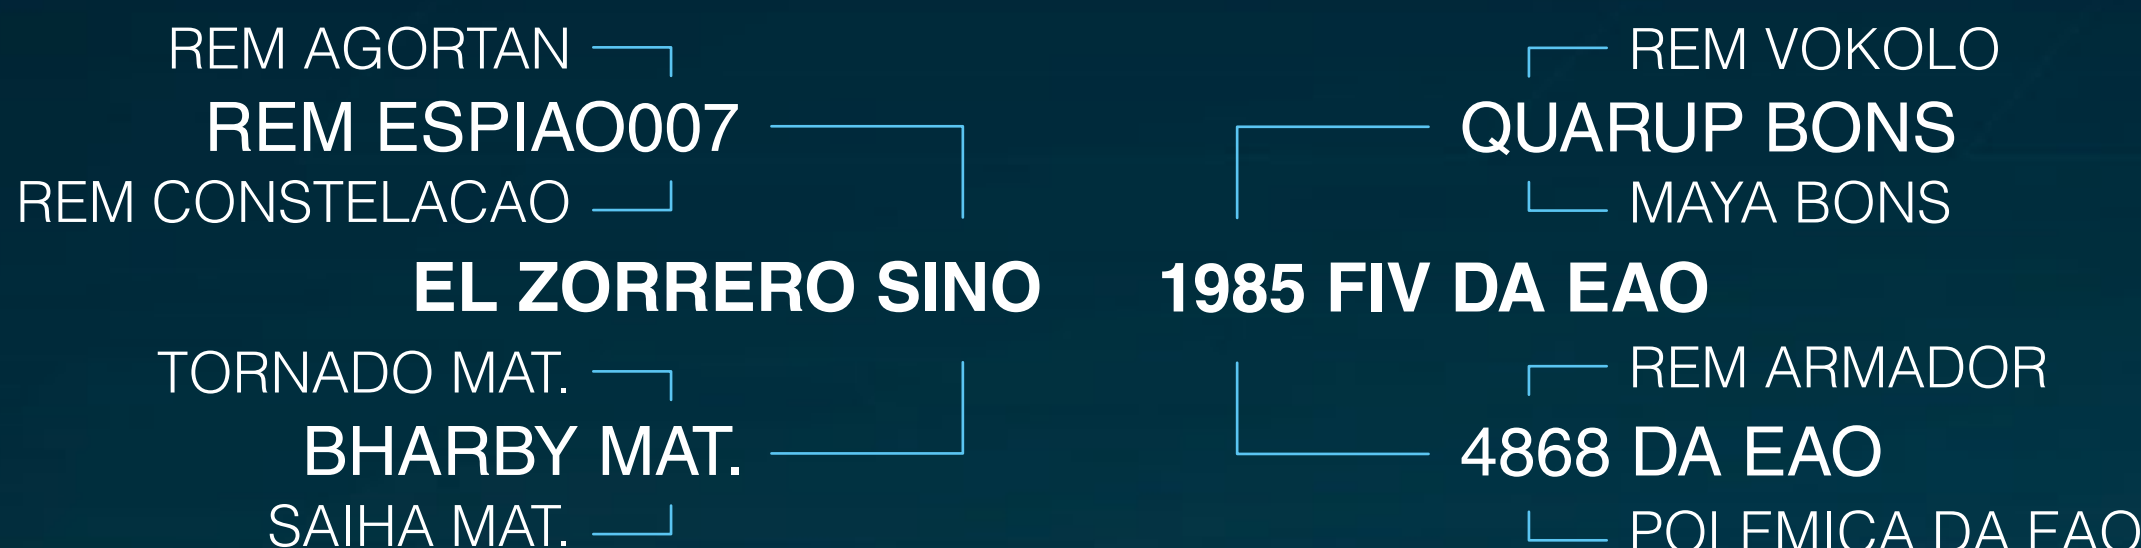 REM AGORTAN
REM ESPIAO007
REM CONSTELACAO
EL ZORRERO SINO
TORNADO MAT.
BHARBY MAT.
SAIHA MAT.
REM VOKOLO
QUARUP BONS
MAYA BONS
1985 FIV DA EAO
REM ARMADOR
4868 DA EAO
POLEMICA DA EAO